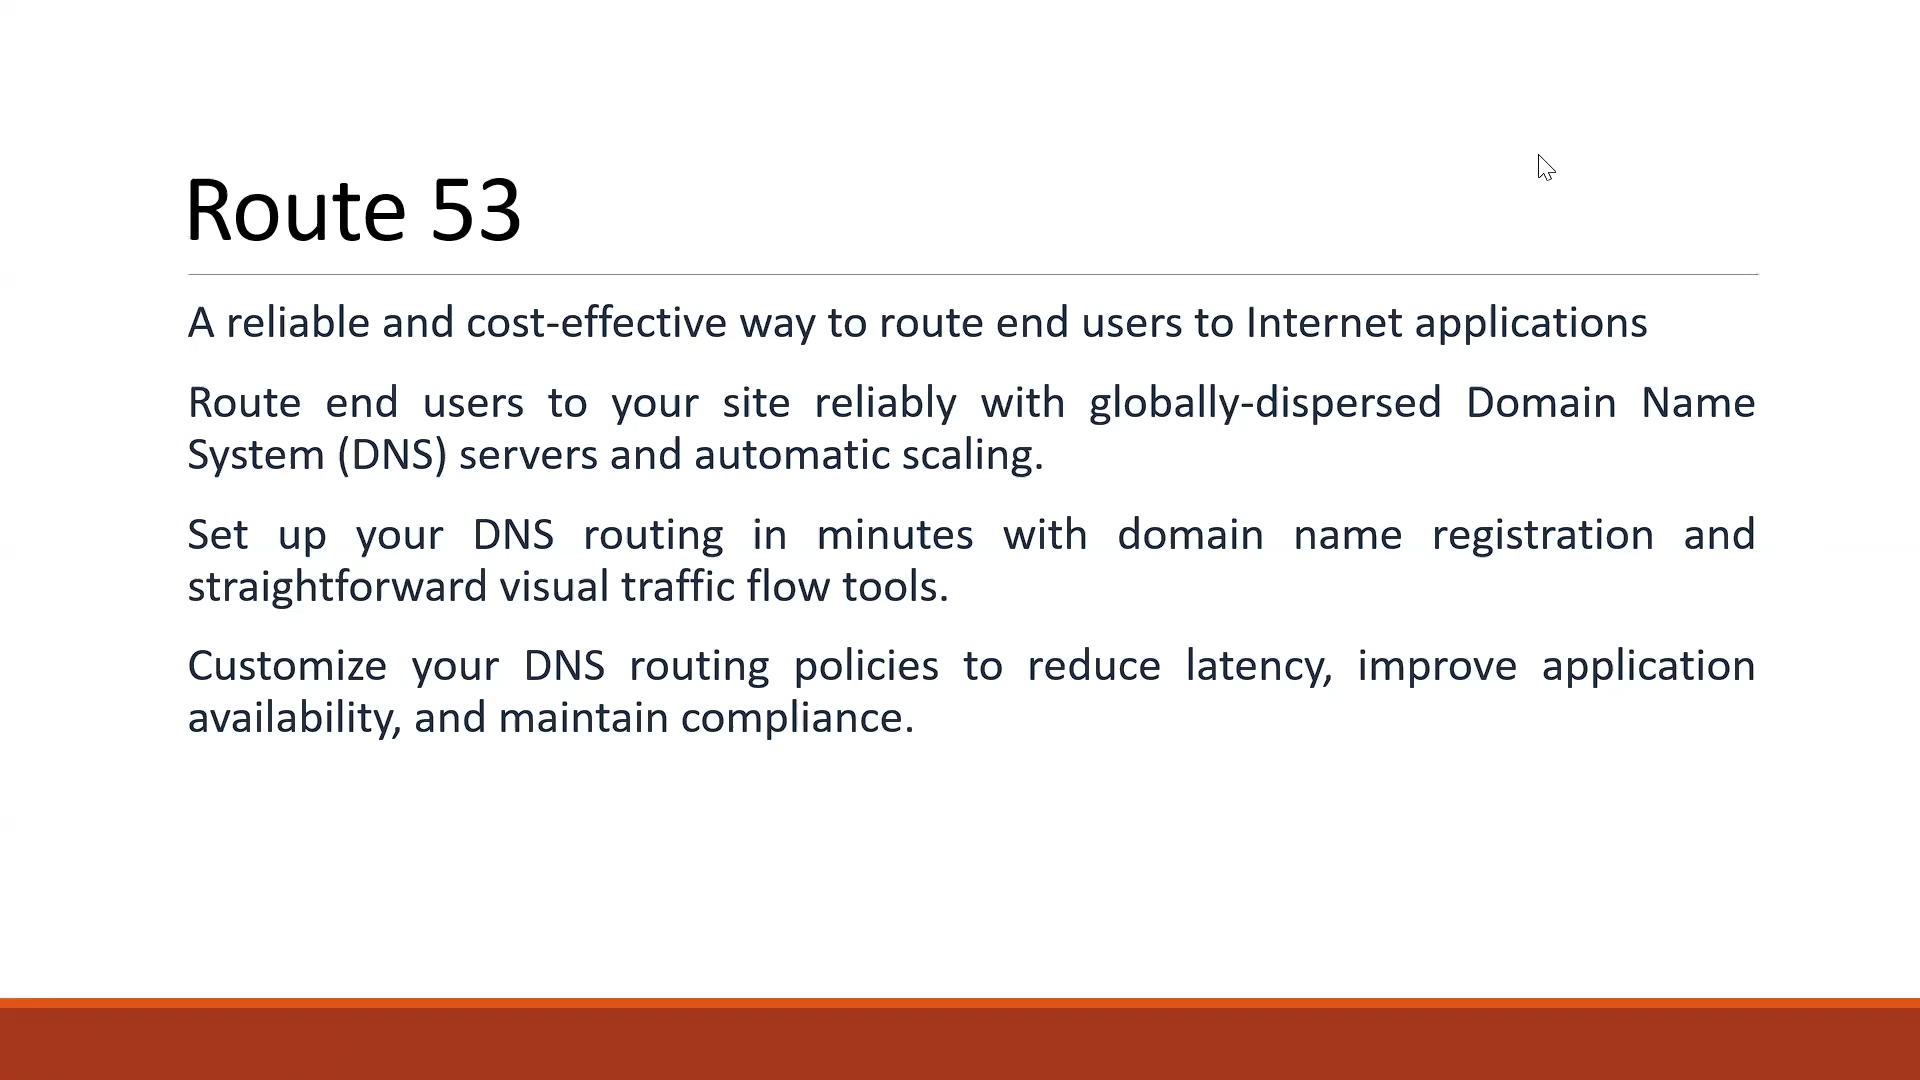 Route 53
A reliable and cost-effective way to route end users to Internet applications
Route end users to your site reliably with globally-dispersed Domain Name
System (DNS) servers and automatic scaling.
Set up your DNS routing in minutes with domain name registration and
straightforward visual traffic flow tools.
Customize your DNS routing policies to reduce latency, improve application
availability, and maintain compliance.